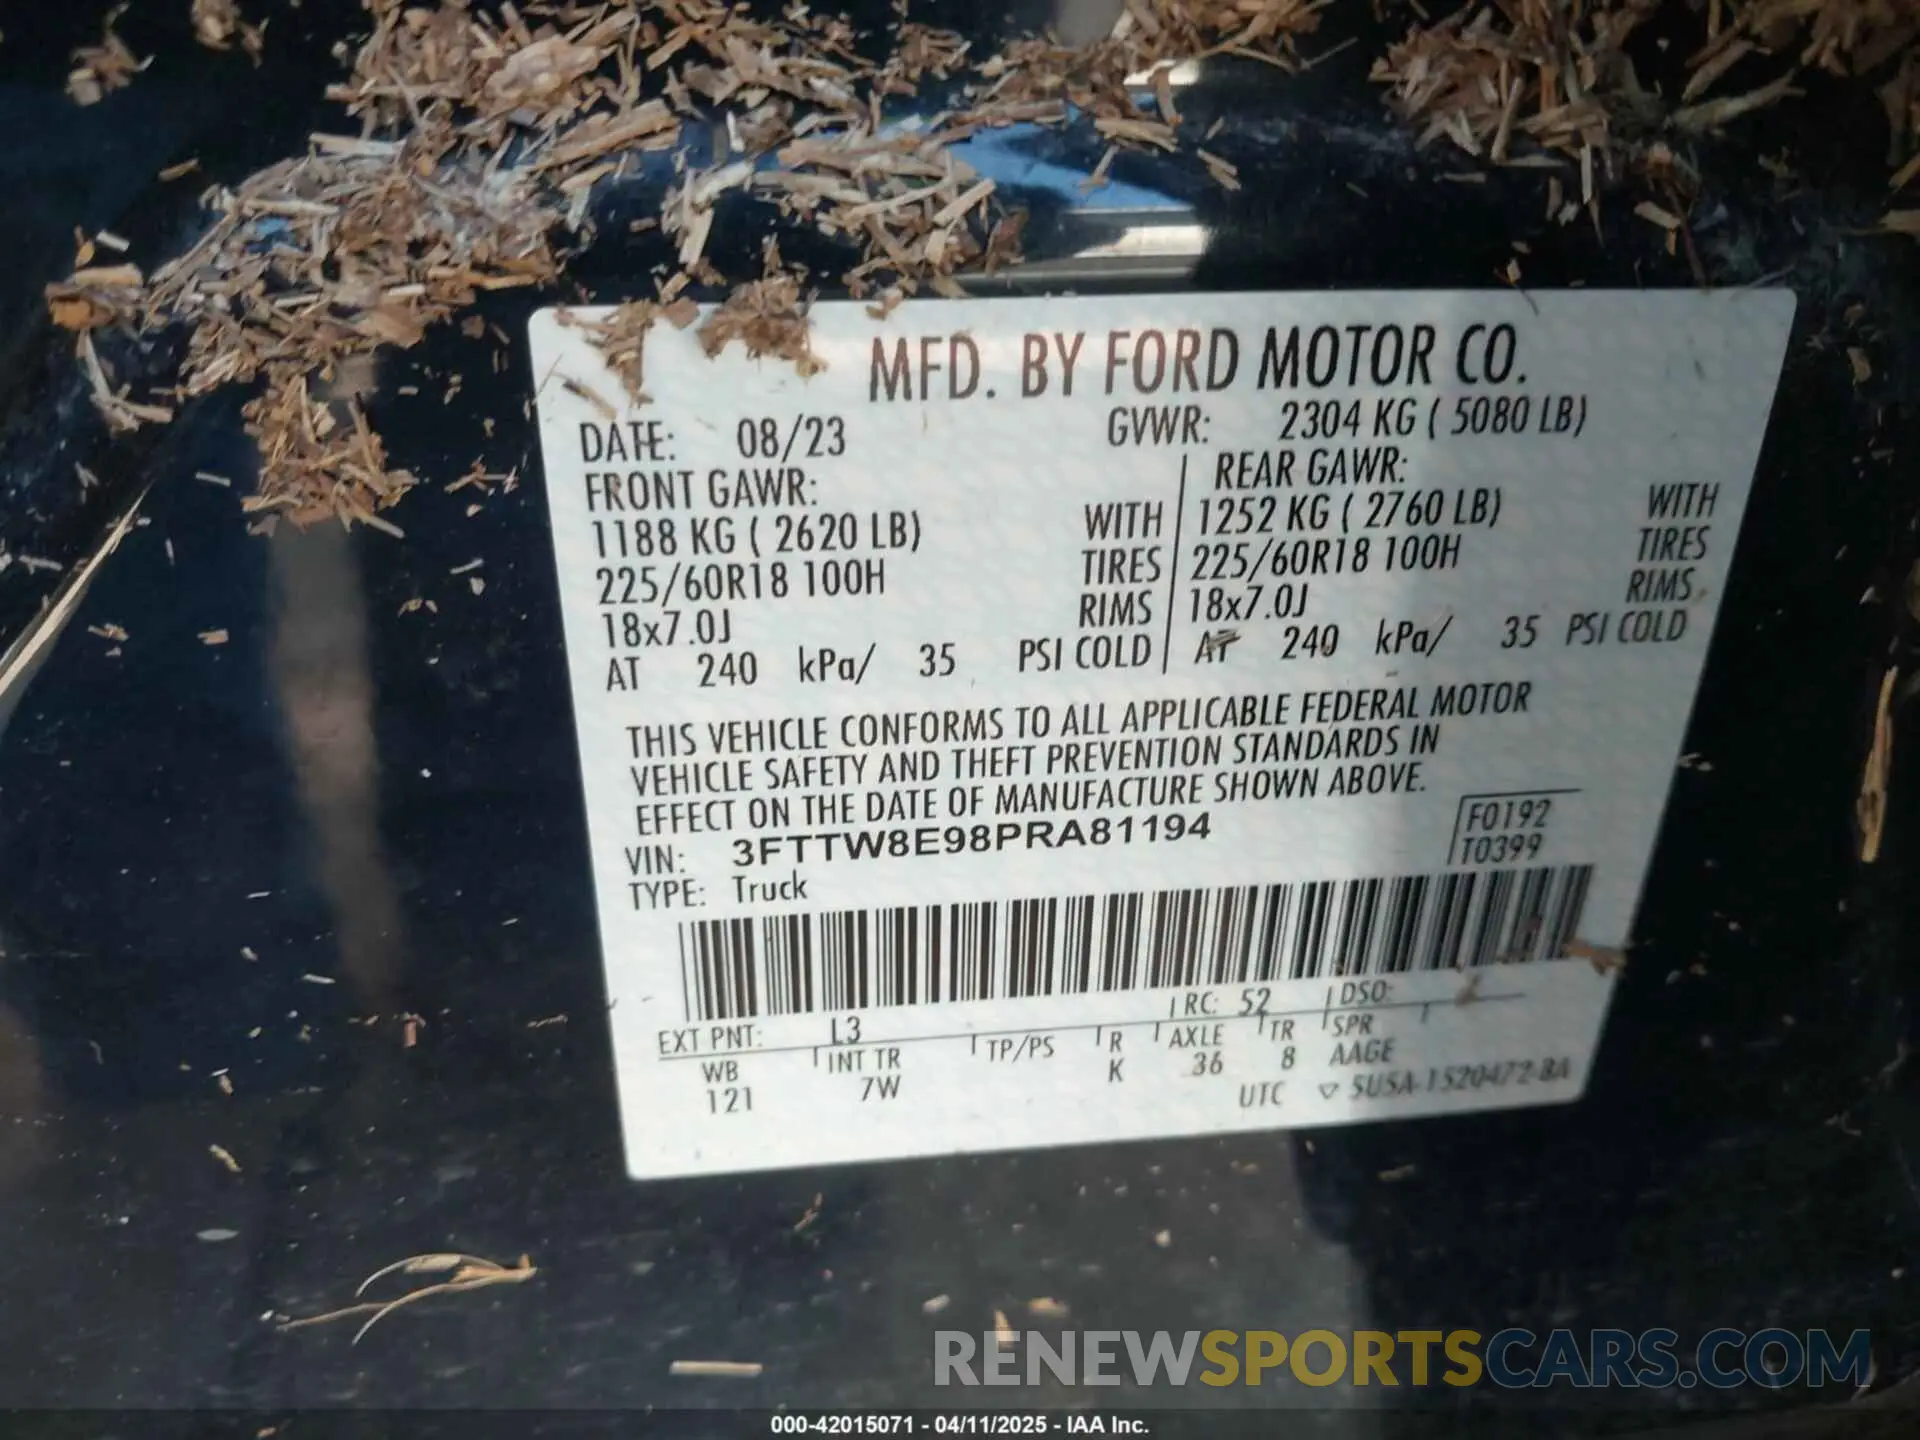 MFD. BY FORD MOTOR CO.
DATE: 08/23 GVWR: 2304 KG ( 5080 LB)
FRONT GAWR: REAR GAWR:
1188 KG ( 2620 LB) WITH 1252 KG ( 2760 LB) WITH
225/60R18 100H TIRES 225/60R18 100H TIRES
18x7.0J RIMS 18x7.0J RIMS
AT 240 kPa/ 35 PSI COLD AT 240 kPa/ 35 PSI COLD
THIS VEHICLE CONFORMS TO ALL APPLICABLE FEDERAL MOTOR
VEHICLE SAFETY AND THEFT PREVENTION STANDARDS IN
EFFECT ON THE DATE OF MANUFACTURE SHOWN ABOVE.
VIN: 3FTTW8E98PRA81194 F0192
TYPE: Truck T0399
EXT PNT: L3 RC: 52 DSO:
WB INT TR TP/PS R AXLE TR SPR
121 7W K 36 8 AAGE
UTC ▽ 5U5A-1520472-BA
RENEWSPORTSCARS.COM
000-42015071 - 04/11/2025 - IAA Inc.